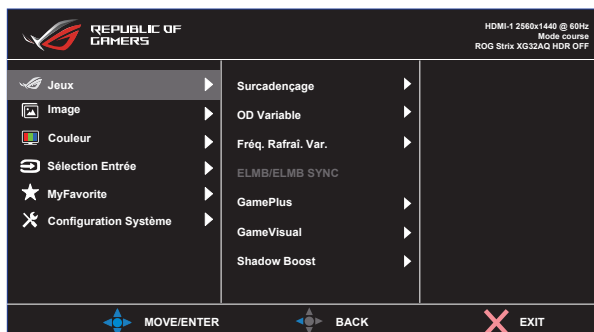 REPUBLIC OF
GAMERS
HDMI-1 2560x1440 @ 60Hz
Mode course
ROG Strix XG32AQ HDR OFF
Jeux
Image
Couleur
Sélection Entrée
MyFavorite
Configuration Système
Surcadençage
OD Variable
Fréq. Rafraî. Var.
ELMB/ELMB SYNC
GamePlus
GameVisual
Shadow Boost
MOVE/ENTER
BACK
EXIT